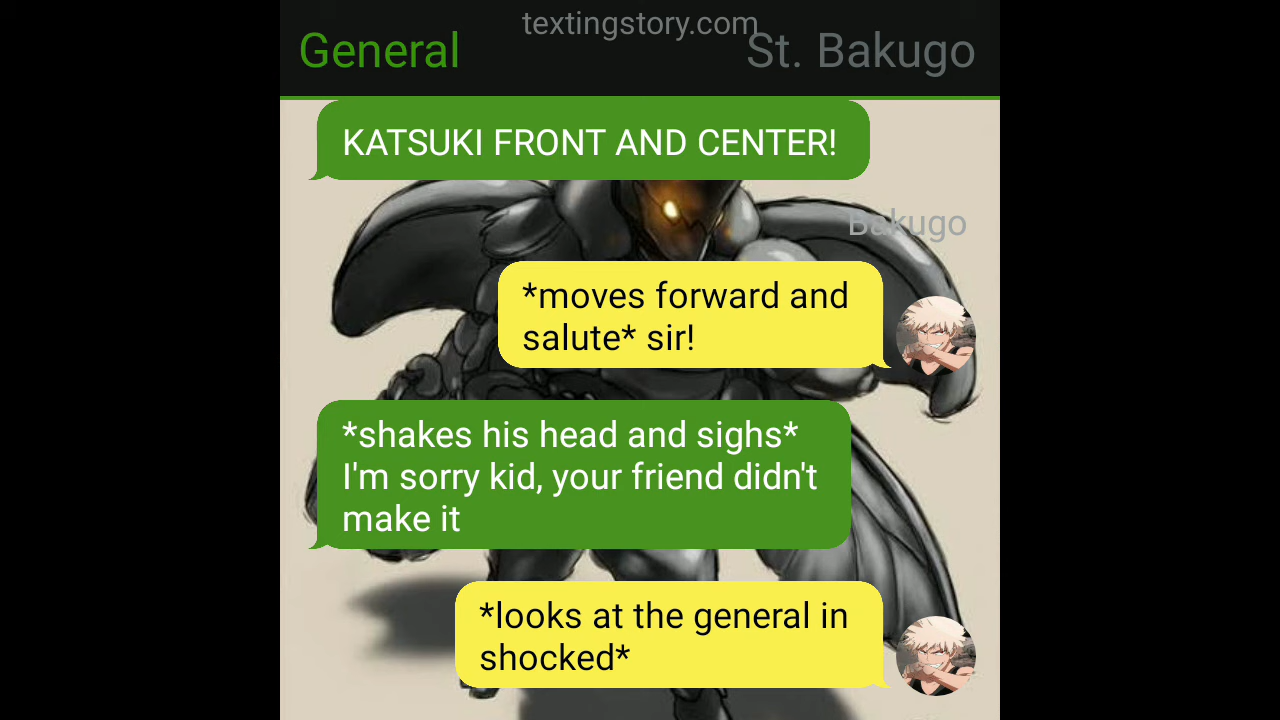 textingstory.com
General St. Bakugo
KATSUKI FRONT AND CENTER!
Bakugo
*moves forward and
salute* sir!
*shakes his head and sighs*
I'm sorry kid, your friend didn't
make it
*looks at the general in
shocked*